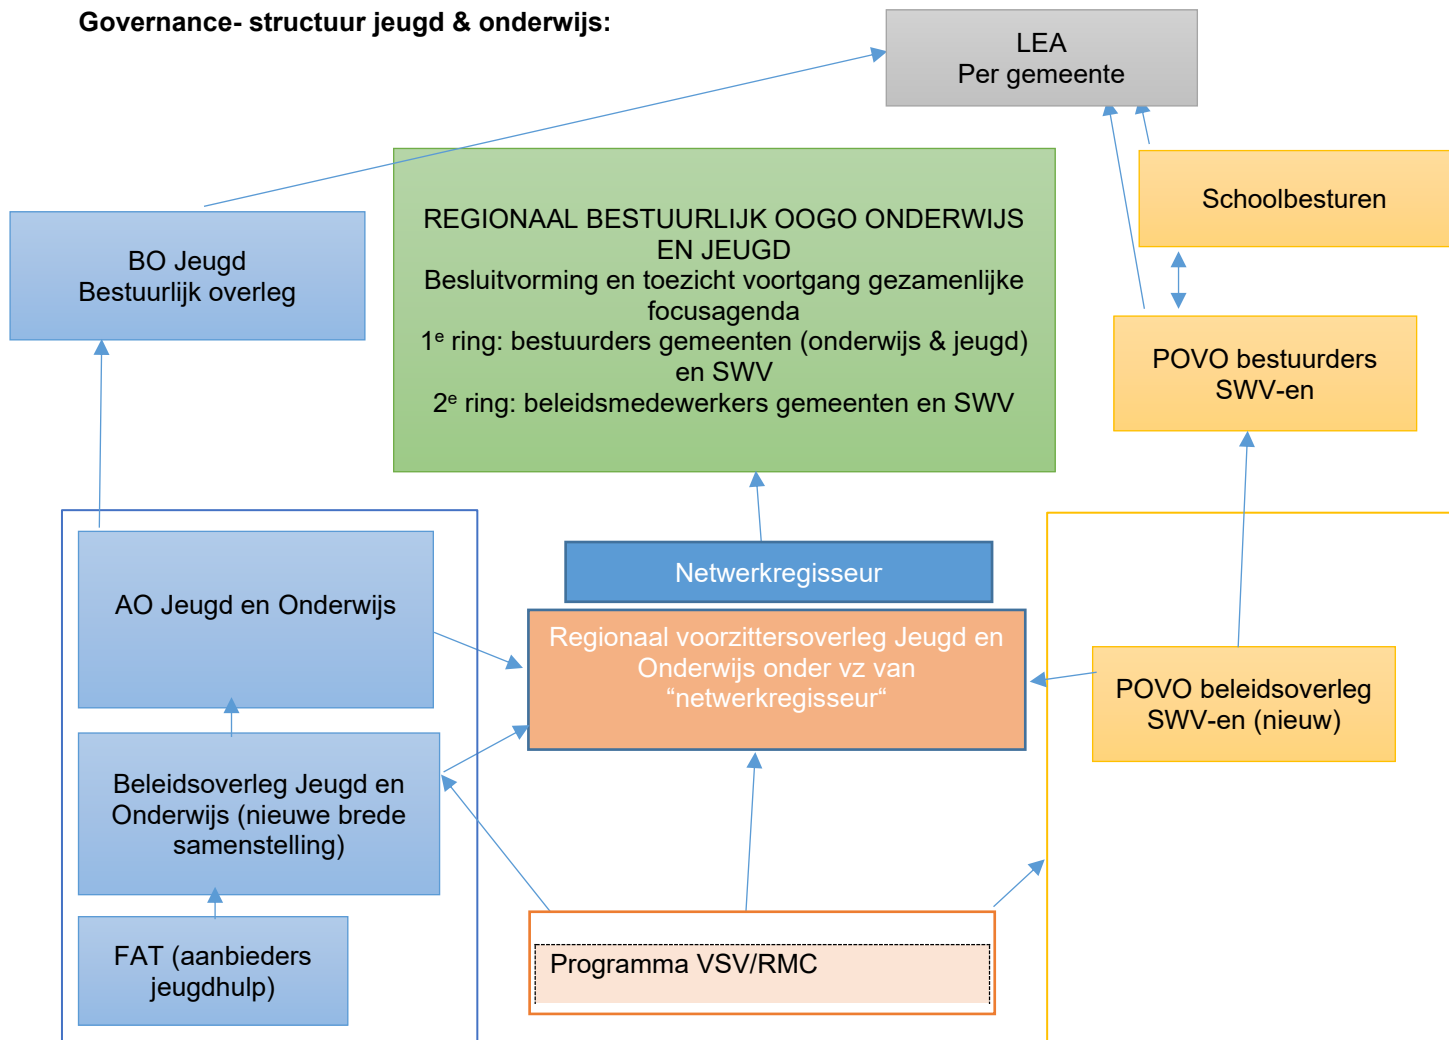 Governance- structuur jeugd & onderwijs:
LEA
Per gemeente
Schoolbesturen
REGIONAAL BESTUURLIJK OOGO ONDERWIJS
EN JEUGD
Besluitvorming en toezicht voortgang gezamenlijke
focusagenda
1e ring: bestuurders gemeenten (onderwijs & jeugd)
en SWV
2e ring: beleidsmedewerkers gemeenten en SWV
BO Jeugd
Bestuurlijk overleg
POVO bestuurders
SWV-en
Netwerkregisseur
AO Jeugd en Onderwijs
Regionaal voorzittersoverleg Jeugd en
Onderwijs onder vz van
“netwerkregisseur“
POVO beleidsoverleg
SWV-en (nieuw)
Beleidsoverleg Jeugd en
Onderwijs (nieuwe brede
samenstelling)
FAT (aanbieders
jeugdhulp)
Programma VSV/RMC